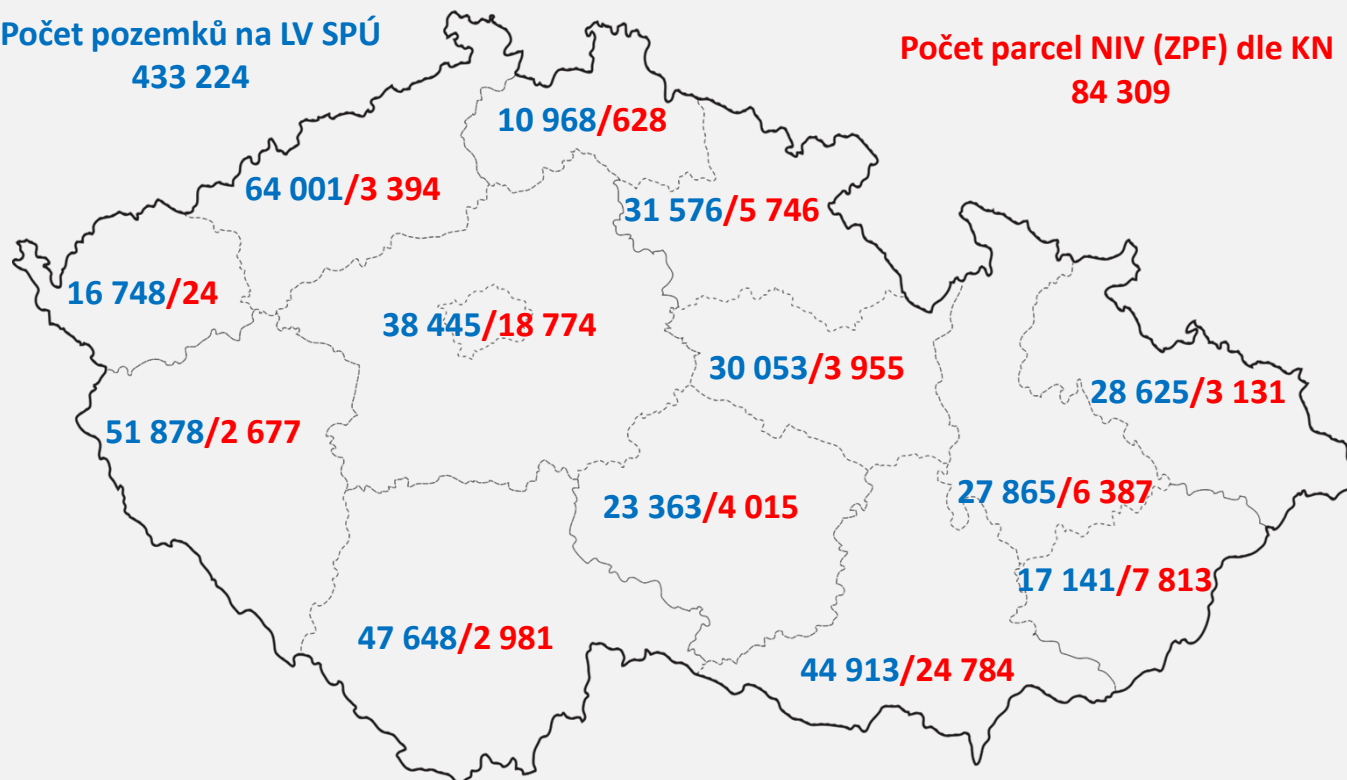 Počet pozemků na LV SPÚ
433 224
Počet parcel NIV (ZPF) dle KN
84 309
10 968/628
64 001/3 394
31 576/5 746
16 748/24
38 445/18 774
30 053/3 955
28 625/3 131
51 878/2 677
27 865/6 387
23 363/4 015
17 141/7 813
47 648/2 981
44 913/24 784